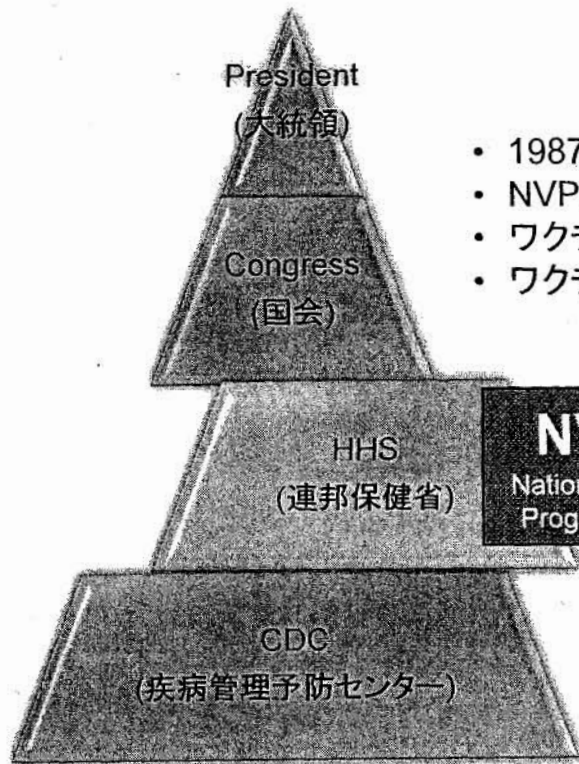 President
(大統領)
• 1987
• NVP
• ワクチ
• ワクチ
Congress
(国会)
HHS
(連邦保健省)
NV
Nation
Prog
CDC
(疾病管理予防センター)